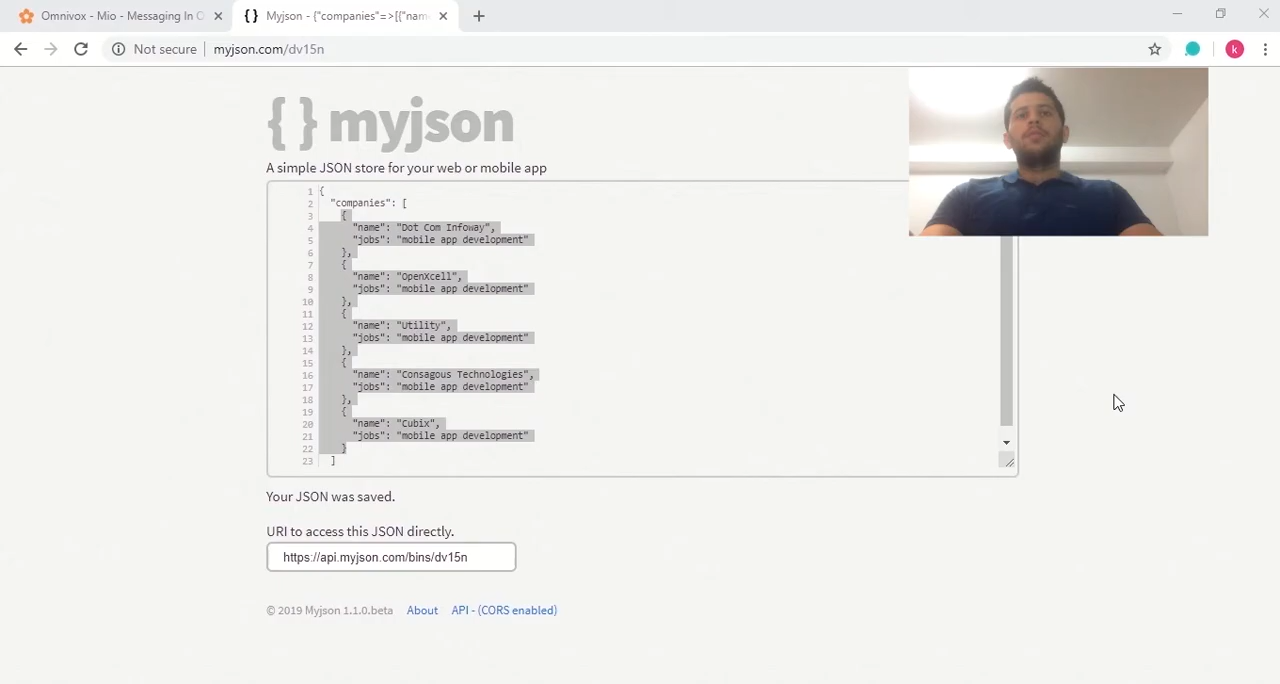 Omnivox - Mio - Messaging In O
Myjson - {"companies"=>[{"nam
Not secure
myjson.com/dv15n
k
{ } myjson
A simple JSON store for your web or mobile app
1 {
2 "companies": [
3 {
4 "name": "Dot Com Infoway",
5 "jobs": "mobile app development"
6 },
7 {
8 "name": "OpenXcell",
9 "jobs": "mobile app development"
10 },
11 {
12 "name": "Utility",
13 "jobs": "mobile app development"
14 },
15 {
16 "name": "Consagous Technologies",
17 "jobs": "mobile app development"
18 },
19 {
20 "name": "Cubix",
21 "jobs": "mobile app development"
22 }
23 ]
Your JSON was saved.
URI to access this JSON directly.
https://api.myjson.com/bins/dv15n
© 2019 Myjson 1.1.0.beta About API - (CORS enabled)